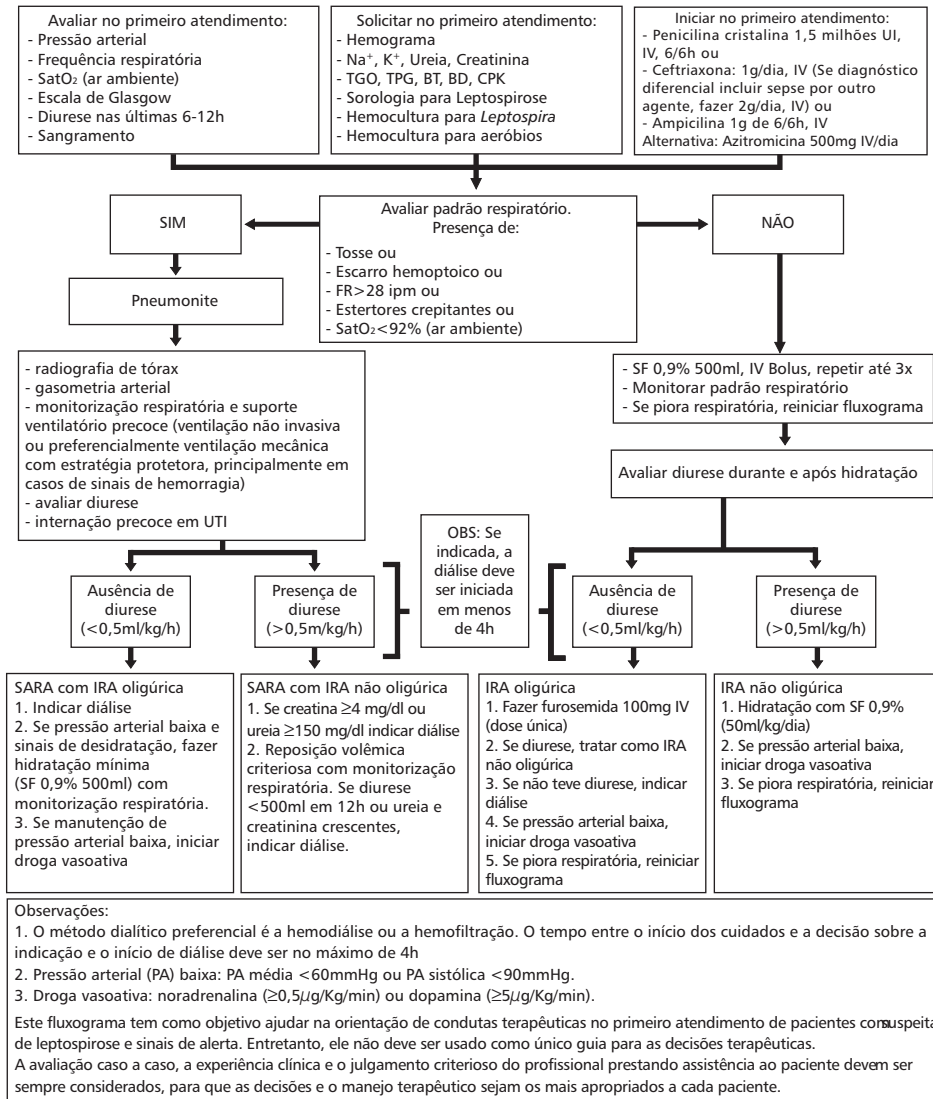 Avaliar no primeiro atendimento:
- Pressão arterial
- Frequência respiratória
- SatO₂ (ar ambiente)
- Escala de Glasgow
- Diurese nas últimas 6-12h
- Sangramento
Solicitar no primeiro atendimento:
- Hemograma
- Na⁺, K⁺, Ureia, Creatinina
- TGO, TPG, BT, BD, CPK
- Sorologia para Leptospirose
- Hemocultura para Leptospira
- Hemocultura para aeróbios
Iniciar no primeiro atendimento:
- Penicilina cristalina 1,5 milhões UI,
IV, 6/6h ou
- Ceftriaxona: 1g/dia, IV (Se diagnóstico
diferencial incluir sepse por outro
agente, fazer 2g/dia, IV) ou
- Ampicilina 1g de 6/6h, IV
Alternativa: Azitromicina 500mg IV/dia
SIM
Avaliar padrão respiratório.
Presença de:
- Tosse ou
- Escarro hemoptoico ou
- FR>28 ipm ou
- Estertores crepitantes ou
- SatO₂<92% (ar ambiente)
NÃO
Pneumonite
- radiografia de tórax
- gasometria arterial
- monitorização respiratória e suporte
ventilatório precoce (ventilação não invasiva
ou preferencialmente ventilação mecânica
com estratégia protetora, principalmente em
casos de sinais de hemorragia)
- avaliar diurese
- internação precoce em UTI
- SF 0,9% 500ml, IV Bolus, repetir até 3x
- Monitorar padrão respiratório
- Se piora respiratória, reiniciar fluxograma
Avaliar diurese durante e após hidratação
Ausência de
diurese
(<0,5ml/kg/h)
Presença de
diurese
(>0,5m/kg/h)
OBS: Se
indicada, a
diálise deve
ser iniciada
em menos
de 4h
Ausência de
diurese
(<0,5ml/kg/h)
Presença de
diurese
(>0,5ml/kg/h)
SARA com IRA oligúrica
1. Indicar diálise
2. Se pressão arterial baixa e
sinais de desidratação, fazer
hidratação mínima
(SF 0,9% 500ml) com
monitorização respiratória.
3. Se manutenção de
pressão arterial baixa, iniciar
droga vasoativa
SARA com IRA não oligúrica
1. Se creatina ≥4 mg/dl ou
ureia ≥150 mg/dl indicar diálise
2. Reposição volêmica
criteriosa com monitorização
respiratória. Se diurese
<500ml em 12h ou ureia e
creatinina crescentes,
indicar diálise.
IRA oligúrica
1. Fazer furosemida 100mg IV
(dose única)
2. Se diurese, tratar como IRA
não oligúrica
3. Se não teve diurese, indicar
diálise
4. Se pressão arterial baixa,
iniciar droga vasoativa
5. Se piora respiratória, reiniciar
fluxograma
IRA não oligúrica
1. Hidratação com SF 0,9%
(50ml/kg/dia)
2. Se pressão arterial baixa,
iniciar droga vasoativa
3. Se piora respiratória, reiniciar
fluxograma
Observações:
1. O método dialítico preferencial é a hemodiálise ou a hemofiltração. O tempo entre o início dos cuidados e a decisão sobre a
indicação e o início de diálise deve ser no máximo de 4h
2. Pressão arterial (PA) baixa: PA média <60mmHg ou PA sistólica <90mmHg.
3. Droga vasoativa: noradrenalina (≥0,5µg/Kg/min) ou dopamina (≥5µg/Kg/min).
Este fluxograma tem como objetivo ajudar na orientação de condutas terapêuticas no primeiro atendimento de pacientes com suspeita
de leptospirose e sinais de alerta. Entretanto, ele não deve ser usado como único guia para as decisões terapêuticas.
A avaliação caso a caso, a experiência clínica e o julgamento criterioso do profissional prestando assistência ao paciente devem ser
sempre considerados, para que as decisões e o manejo terapêutico sejam os mais apropriados a cada paciente.